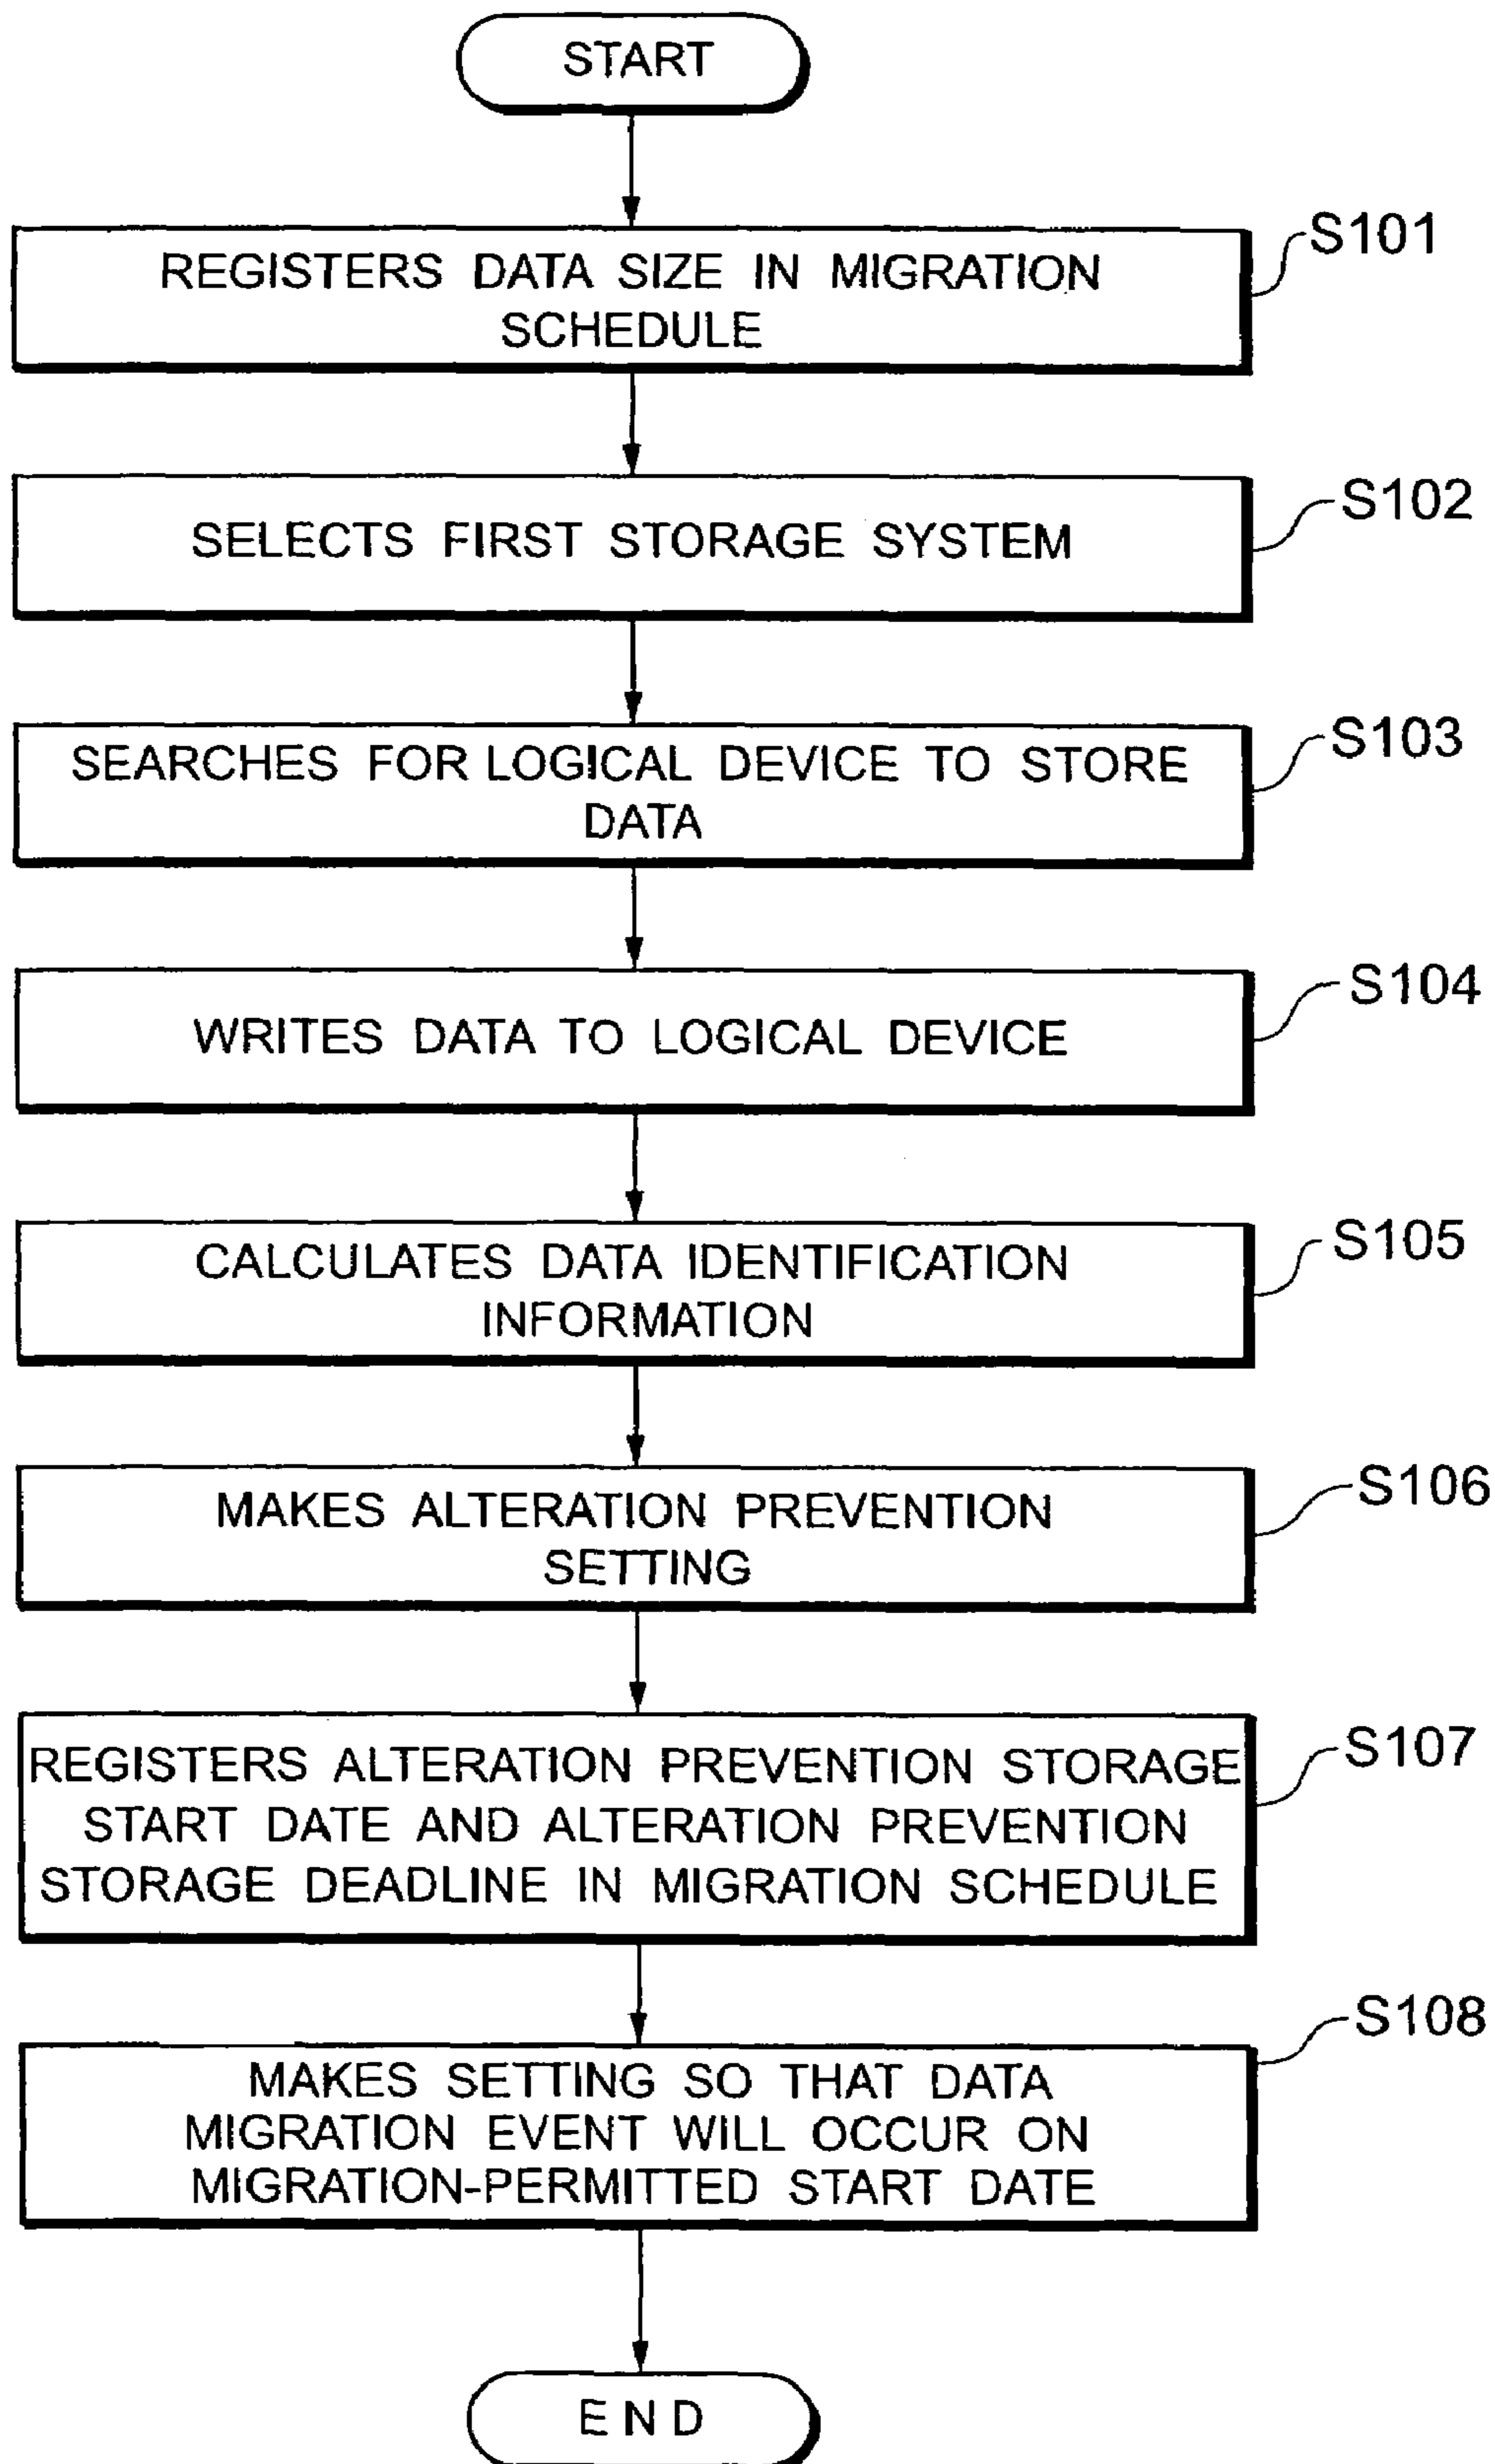 START
S101
REGISTERS DATA SIZE IN MIGRATION
SCHEDULE
S102
SELECTS FIRST STORAGE SYSTEM
S103
SEARCHES FOR LOGICAL DEVICE TO STORE
DATA
S104
WRITES DATA TO LOGICAL DEVICE
S105
CALCULATES DATA IDENTIFICATION
INFORMATION
S106
MAKES ALTERATION PREVENTION
SETTING
S107
REGISTERS ALTERATION PREVENTION STORAGE
START DATE AND ALTERATION PREVENTION
STORAGE DEADLINE IN MIGRATION SCHEDULE
S108
MAKES SETTING SO THAT DATA
MIGRATION EVENT WILL OCCUR ON
MIGRATION-PERMITTED START DATE
END